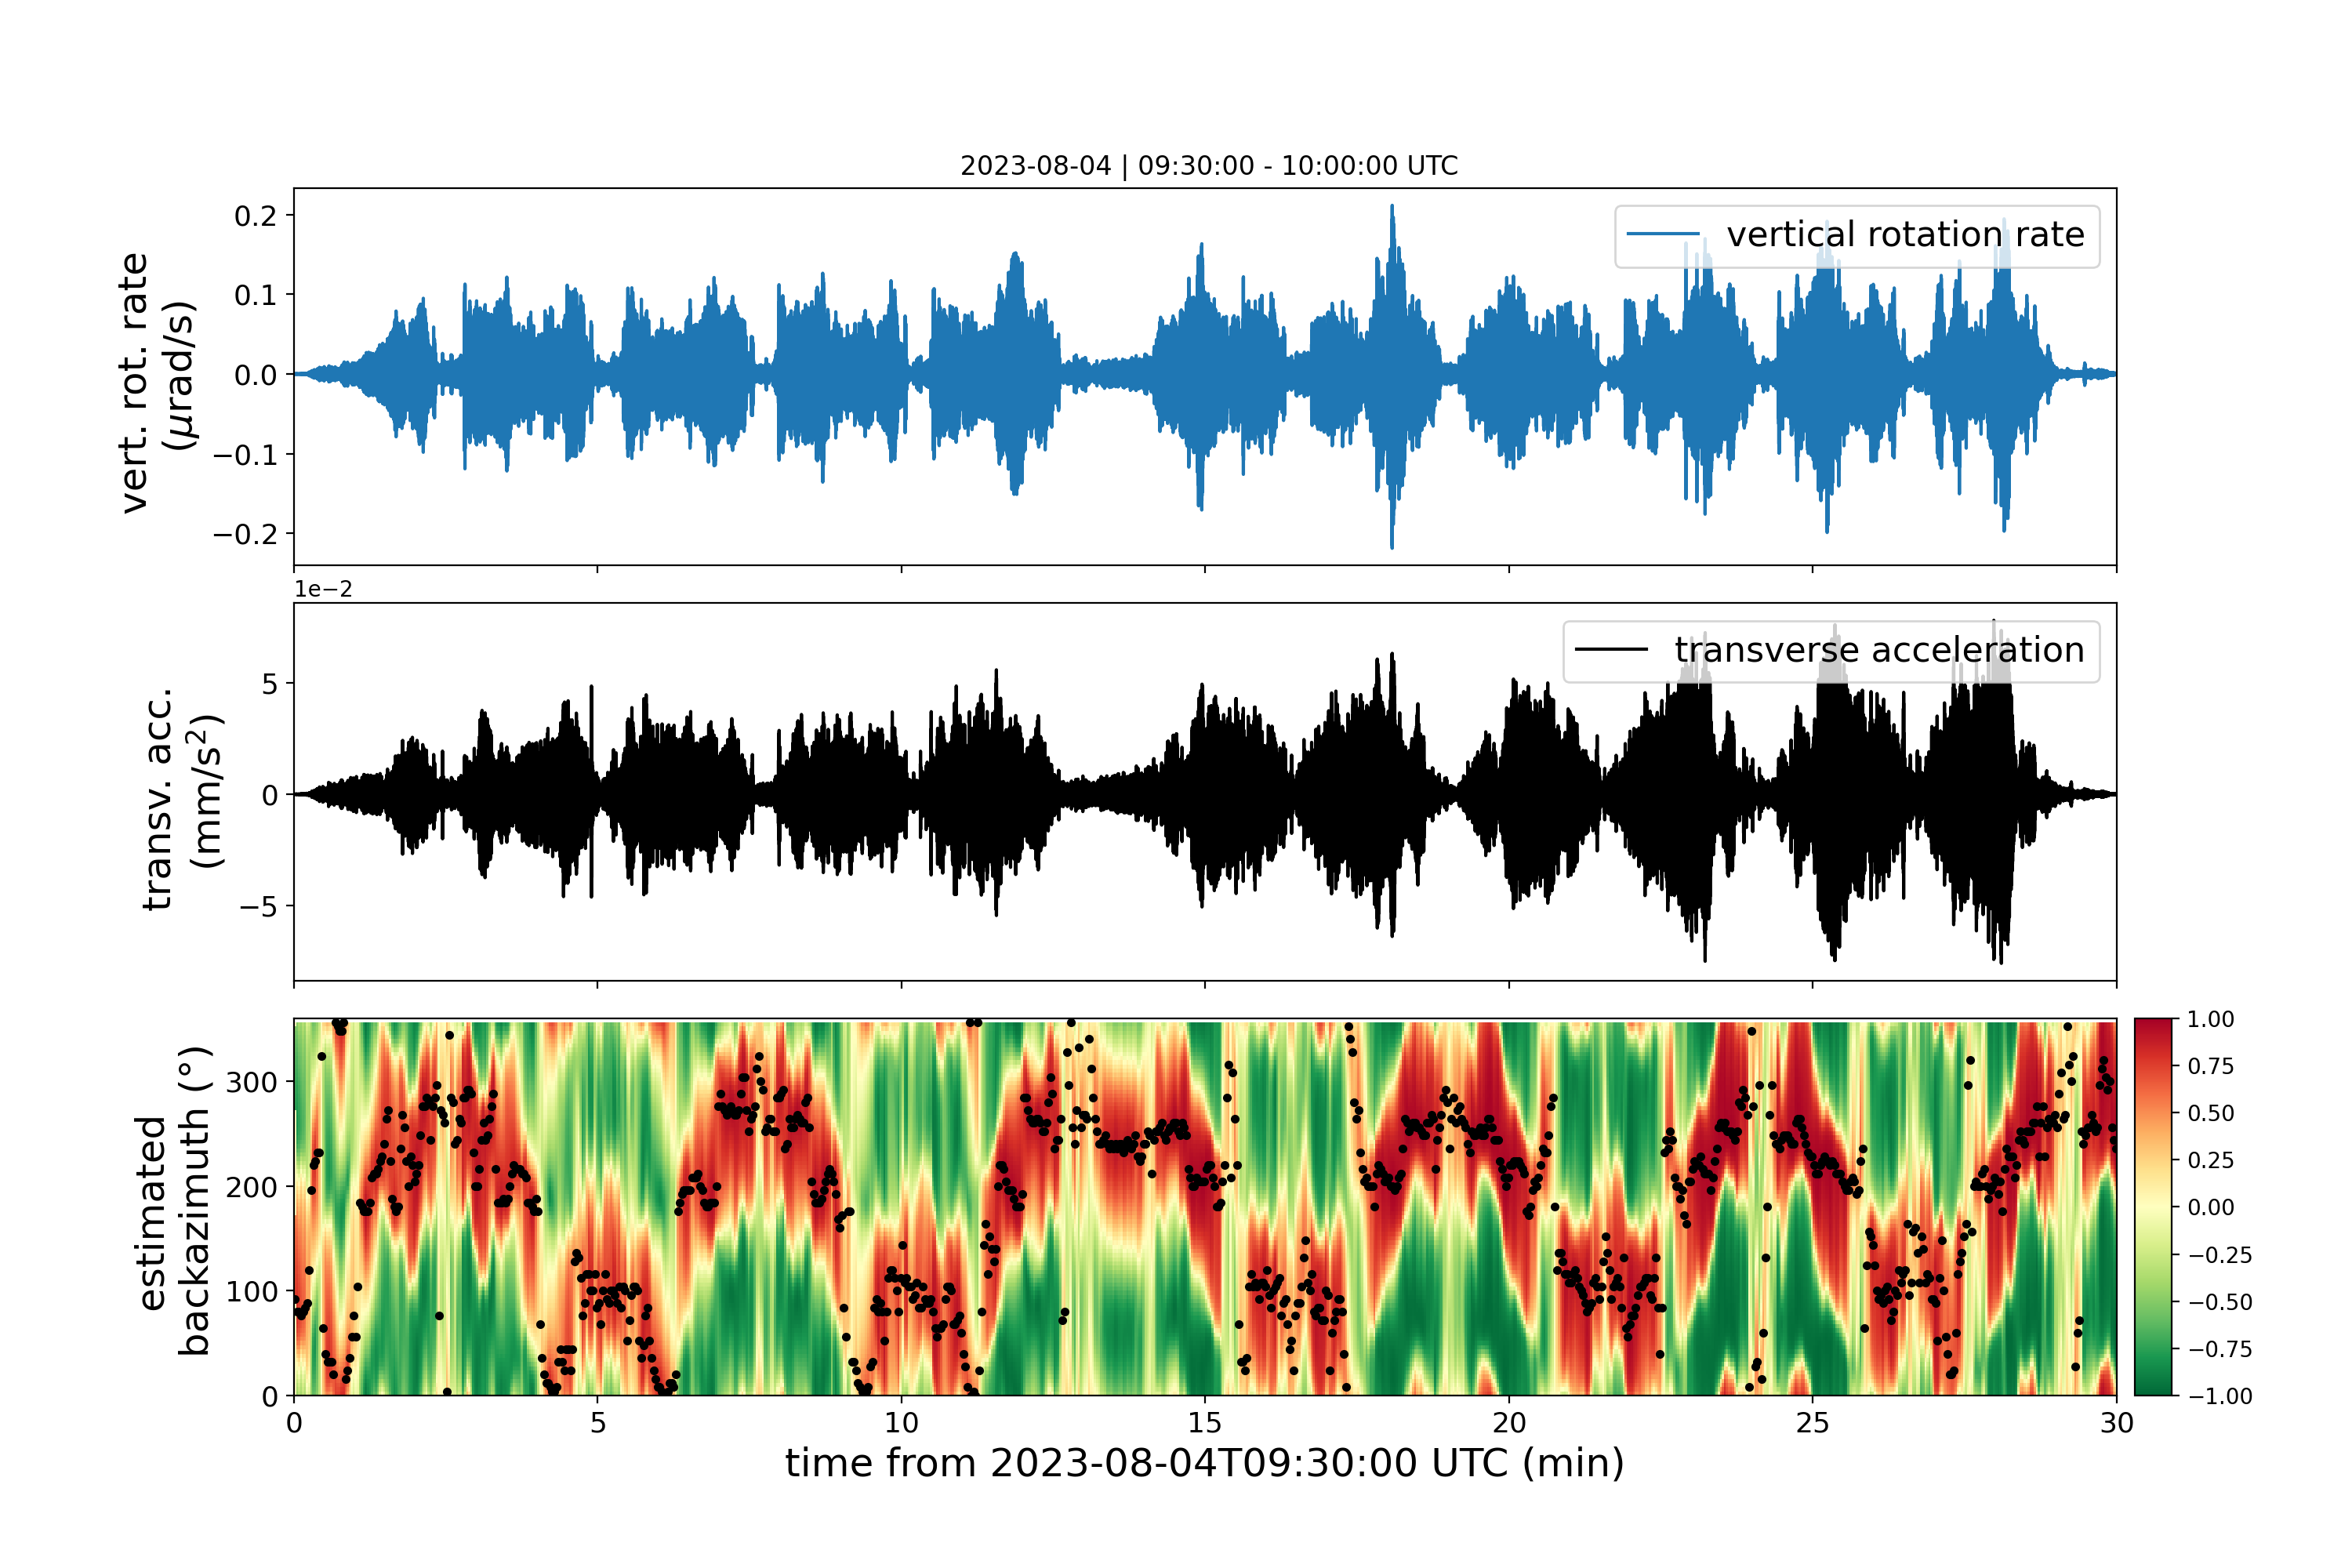 2023-08-04 | 09:30:00 - 10:00:00 UTC
vert. rot. rate
(μrad/s)
0.2
0.1
0.0
−0.1
−0.2
vertical rotation rate
1e−2
transv. acc.
(mm/s²)
5
0
−5
transverse acceleration
estimated
backazimuth (°)
300
200
100
0
0
5
10
15
20
25
30
time from 2023-08-04T09:30:00 UTC (min)
1.00
0.75
0.50
0.25
0.00
−0.25
−0.50
−0.75
−1.00